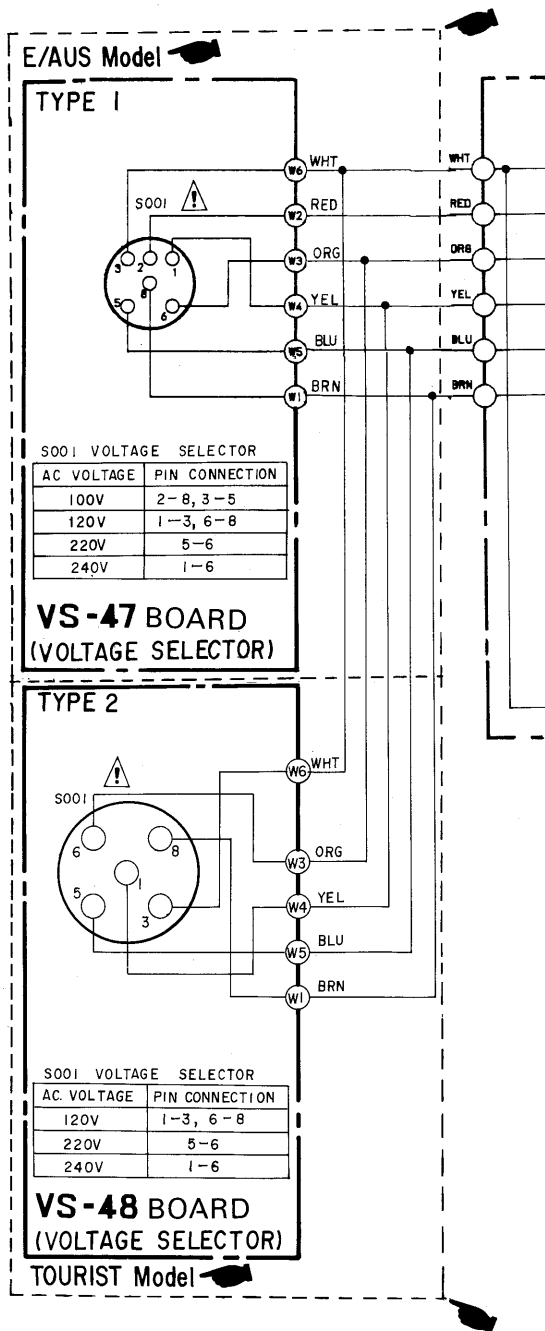 E/AUS Model
TYPE 1
W6 WHT WHT
S001 !
W2 RED RED
3 2 1
W3 ORG ORG
8
5 6
W4 YEL YEL
W5 BLU BLU
W1 BRN BRN
S001 VOLTAGE SELECTOR
AC VOLTAGE PIN CONNECTION
100V 2-8, 3-5
120V 1-3, 6-8
220V 5-6
240V 1-6
VS-47 BOARD
(VOLTAGE SELECTOR)
TYPE 2
W6 WHT
S001 !
6 8
W3 ORG
1
5 3
W4 YEL
W5 BLU
W1 BRN
S001 VOLTAGE SELECTOR
AC. VOLTAGE PIN CONNECTION
120V 1-3, 6-8
220V 5-6
240V 1-6
VS-48 BOARD
(VOLTAGE SELECTOR)
TOURIST Model